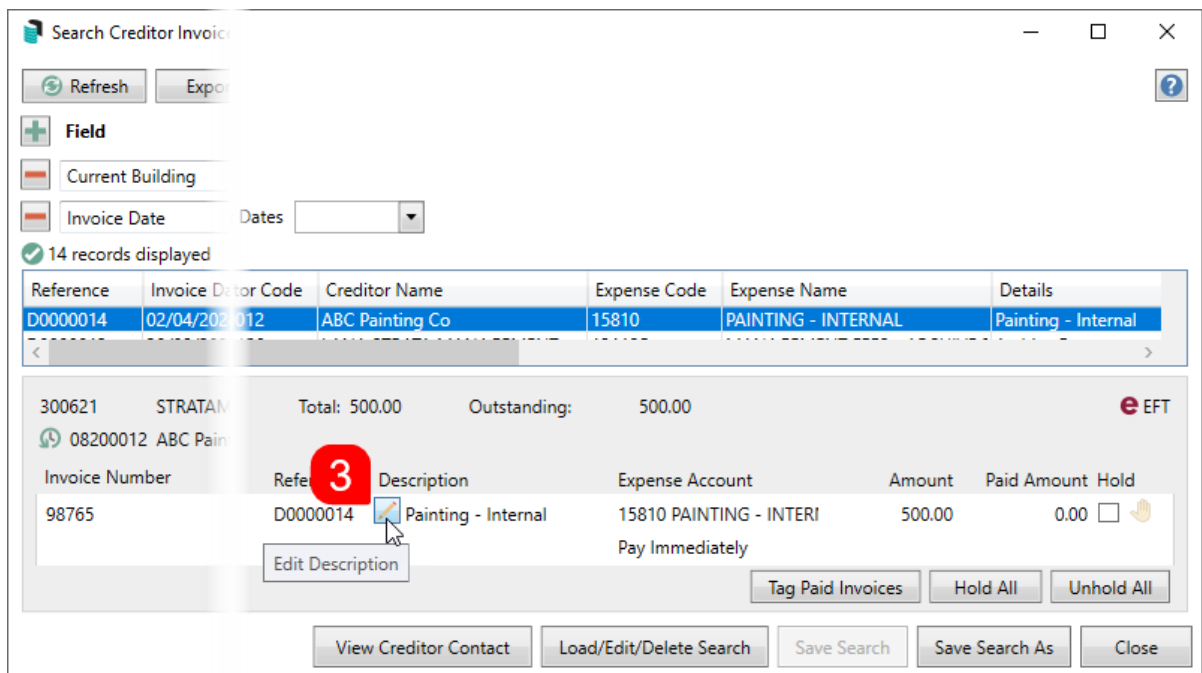 Search Creditor Invoic
Refresh Expor
Field
Current Building
Invoice Date Dates
14 records displayed
Reference Invoice D tor Code Creditor Name Expense Code Expense Name Details
D0000014 02/04/202 012 ABC Painting Co 15810 PAINTING - INTERNAL Painting - Internal
300621 STRATAM Total: 500.00 Outstanding: 500.00 e EFT
08200012 ABC Pain
Invoice Number Refe 3 Description Expense Account Amount Paid Amount Hold
98765 D0000014 Painting - Internal 15810 PAINTING - INTERI 500.00 0.00
Edit Description Pay Immediately
Tag Paid Invoices Hold All Unhold All
View Creditor Contact Load/Edit/Delete Search Save Search Save Search As Close